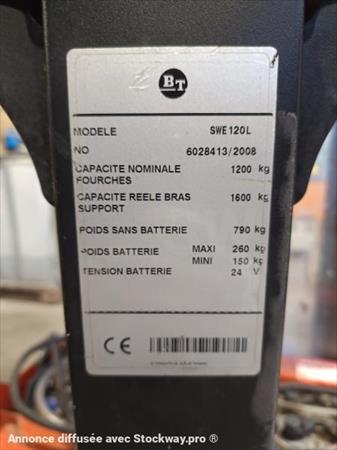 BT
MODELE SWE120L
NO 6028413/2008
CAPACITE NOMINALE 1200 kg
FOURCHES
CAPACITE REELE BRAS 1600 kg
SUPPORT
POIDS SANS BATTERIE 790 kg
POIDS BATTERIE MAXI 260 kg
MINI 150 kg
TENSION BATTERIE 24 V
CE
Annonce diffusée avec Stockway.pro ®